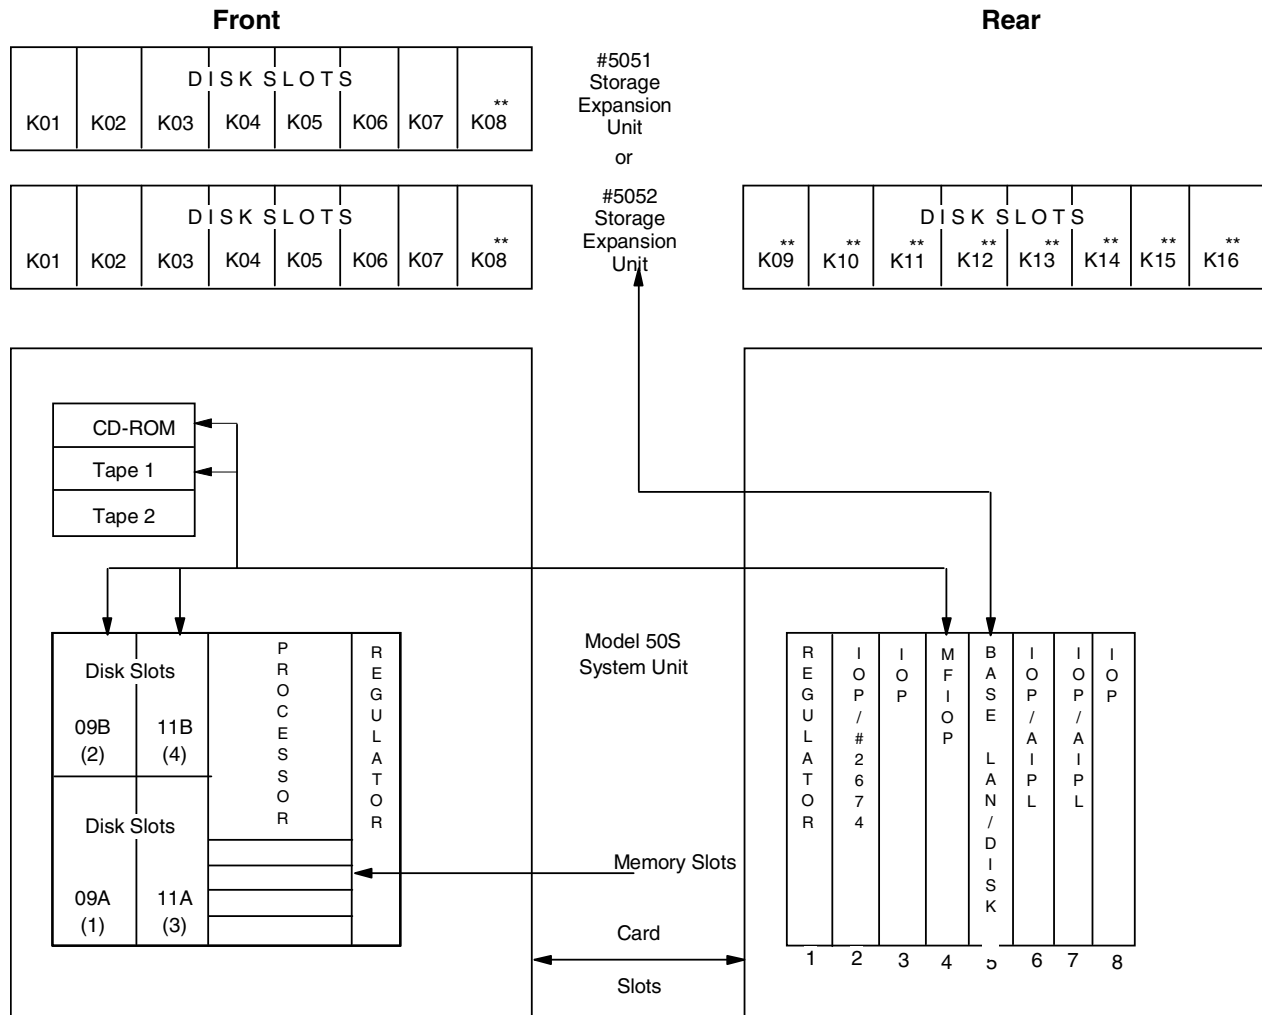 Front
Rear
DISK SLOTS
**
K01 K02 K03 K04 K05 K06 K07 K08
#5051
Storage
Expansion
Unit
or
#5052
Storage
Expansion
Unit
DISK SLOTS
**
K01 K02 K03 K04 K05 K06 K07 K08
DISK SLOTS
** ** ** ** ** ** ** **
K09 K10 K11 K12 K13 K14 K15 K16
CD-ROM
Tape 1
Tape 2
Disk Slots
09B 11B
(2) (4)
Disk Slots
09A 11A
(1) (3)
PROCESSOR
REGULATOR
Model 50S
System Unit
Memory Slots
Card
Slots
REGULATOR
IOP/#2674
IOP
MFIOP
BASE LAN/DISK
IOP/AIPL
IOP/AIPL
IOP
1 2 3 4 5 6 7 8